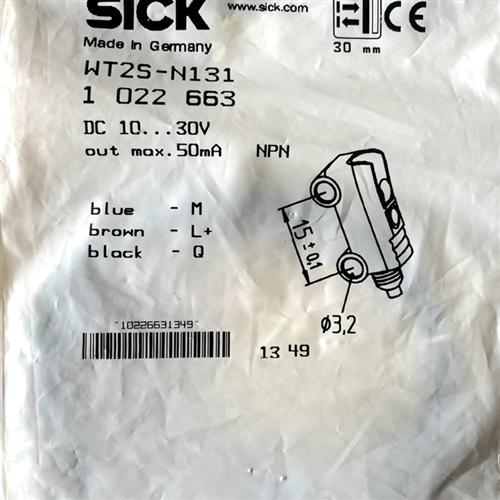 SICK
www.sick.com
CE
Made in Germany
30 mm
WT2S-N131
1 022 663
DC 10...30V
out max.50mA NPN
blue - M
brown - L+
black - Q
15 ± 0,1
Ø3,2
"10226631349"
13 49